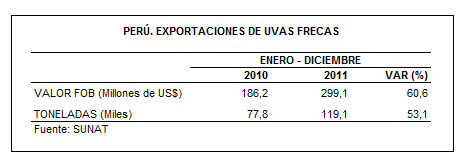 PERÚ. EXPORTACIONES DE UVAS FRECAS
ENERO - DICIEMBRE
2010 2011 VAR (%)
VALOR FOB (Millones de US$) 186,2 299,1 60,6
TONELADAS (Miles) 77,8 119,1 53,1
Fuente: SUNAT